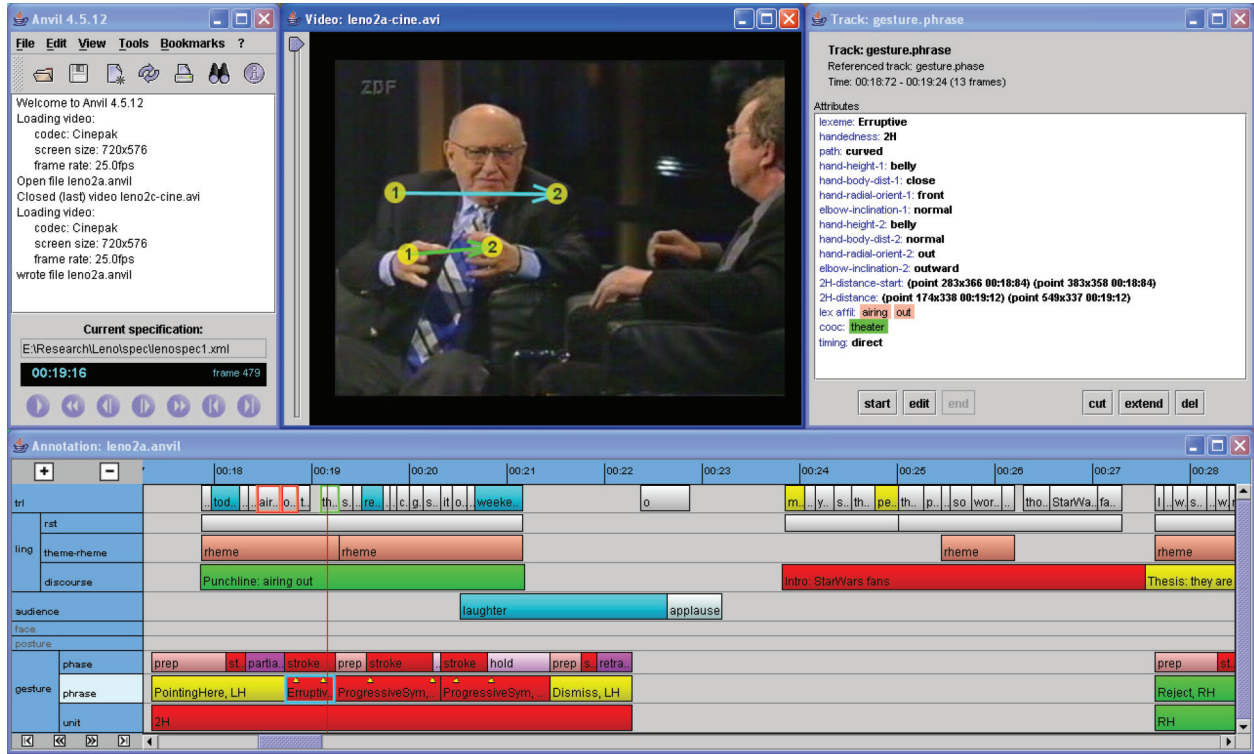 Anvil 4.5.12
File Edit View Tools Bookmarks ?
Welcome to Anvil 4.5.12
Loading video:
codec: Cinepak
screen size: 720x576
frame rate: 25.0fps
Open file leno2a.anvil
Closed (last) video leno2c-cine.avi
Loading video:
codec: Cinepak
screen size: 720x576
frame rate: 25.0fps
wrote file leno2a.anvil
Current specification:
E:\Research\Leno\spec\lenospec1.xml
00:19:16 frame 479
Video: leno2a-cine.avi
ZDF
1 2
1 2
Track: gesture.phrase
Track: gesture.phrase
Referenced track: gesture.phase
Time: 00:18:72 - 00:19:24 (13 frames)
Attributes
lexeme: Erruptive
handedness: 2H
path: curved
hand-height-1: belly
hand-body-dist-1: close
hand-radial-orient-1: front
elbow-inclination-1: normal
hand-height-2: belly
hand-body-dist-2: normal
hand-radial-orient-2: out
elbow-inclination-2: outward
2H-distance-start: (point 283x366 00:18:84) (point 383x358 00:18:84)
2H-distance: (point 174x338 00:19:12) (point 549x337 00:19:12)
lex affil: airing out
cooc: theater
timing: direct
start edit end cut extend del
Annotation: leno2a.anvil
+ - 00:18 00:19 00:20 00:21 00:22 00:23 00:24 00:25 00:26 00:27 00:28
trl .. tod.. .. .. air.. o.. t.. th.. s.. .. re.. .. c.. g.. s.. it o.. .. weeke.. o m.. .. y.. s.. th.. pe.. th.. p.. .. so wor.. .. tho.. StarWa.. fa.. I .. w.. s.. .. w..
rst
ling theme-rheme rheme rheme rheme rheme
discourse Punchline: airing out Intro: StarWars fans Thesis: they are
audience laughter applause
face
posture
phase prep st.. partia.. stroke prep stroke .. stroke hold prep s.. retra.. prep st..
gesture phrase PointingHere, LH Erruptiv.. ProgressiveSym,.. ProgressiveSym, .. Dismiss, LH Reject, RH
unit 2H RH